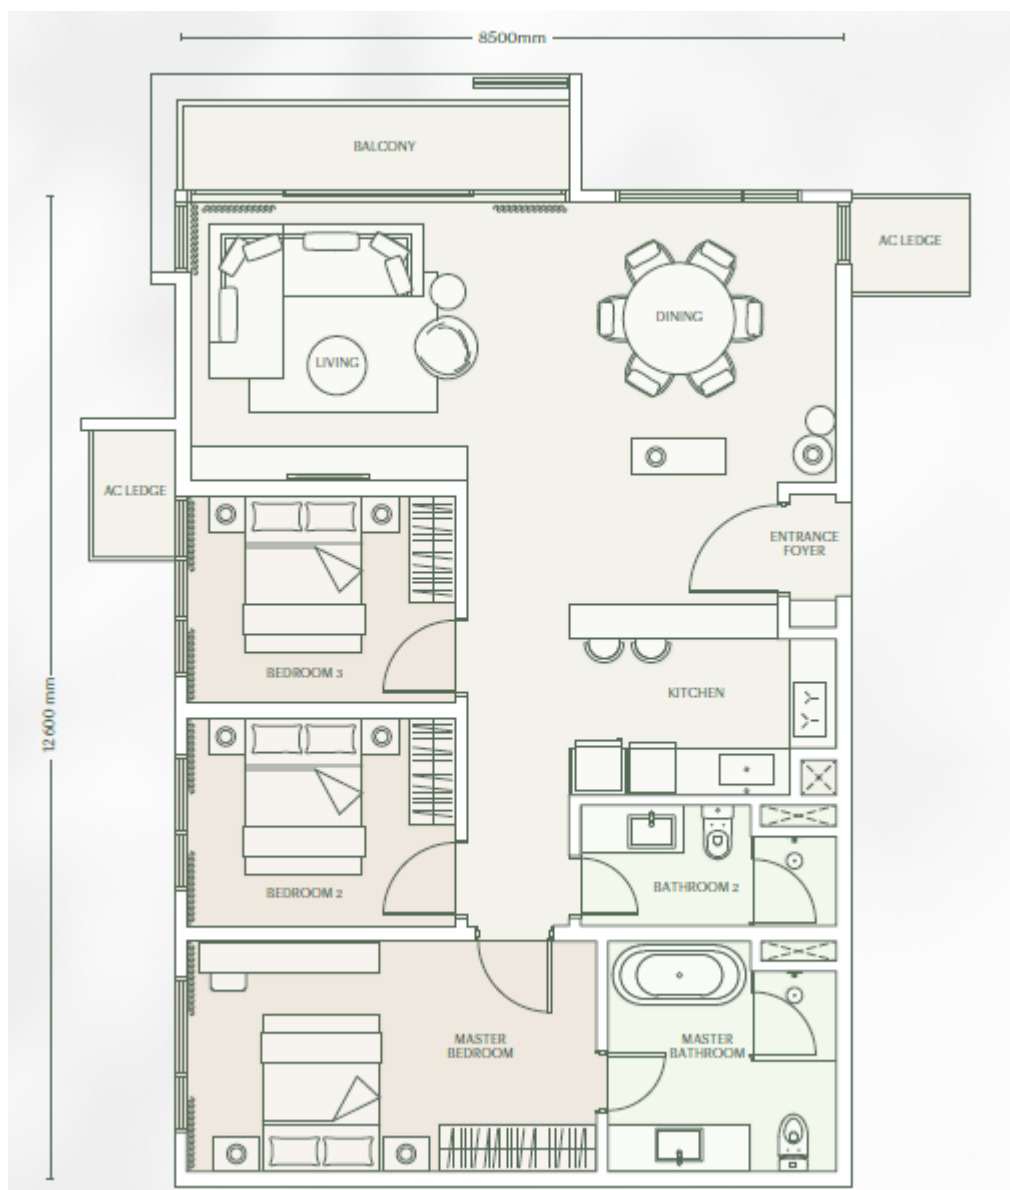 8500mm
BALCONY
AC LEDGE
DINING
LIVING
AC LEDGE
ENTRANCE
FOYER
BEDROOM 3
KITCHEN
12 600 mm
BEDROOM 2
BATHROOM 2
MASTER
BEDROOM
MASTER
BATHROOM